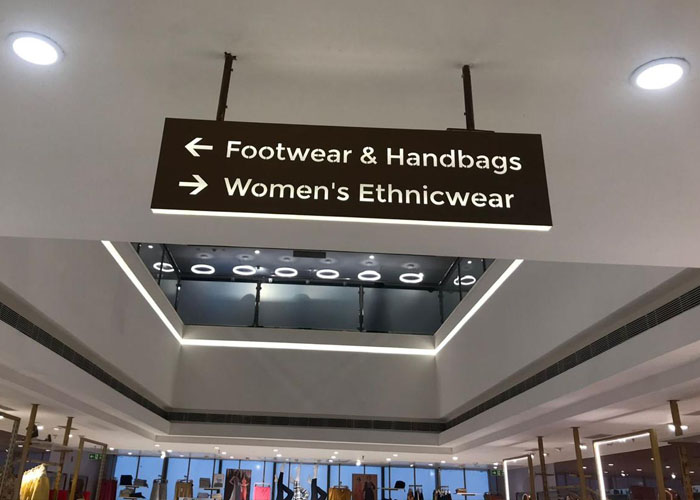 ← Footwear & Handbags
→ Women's Ethnicwear